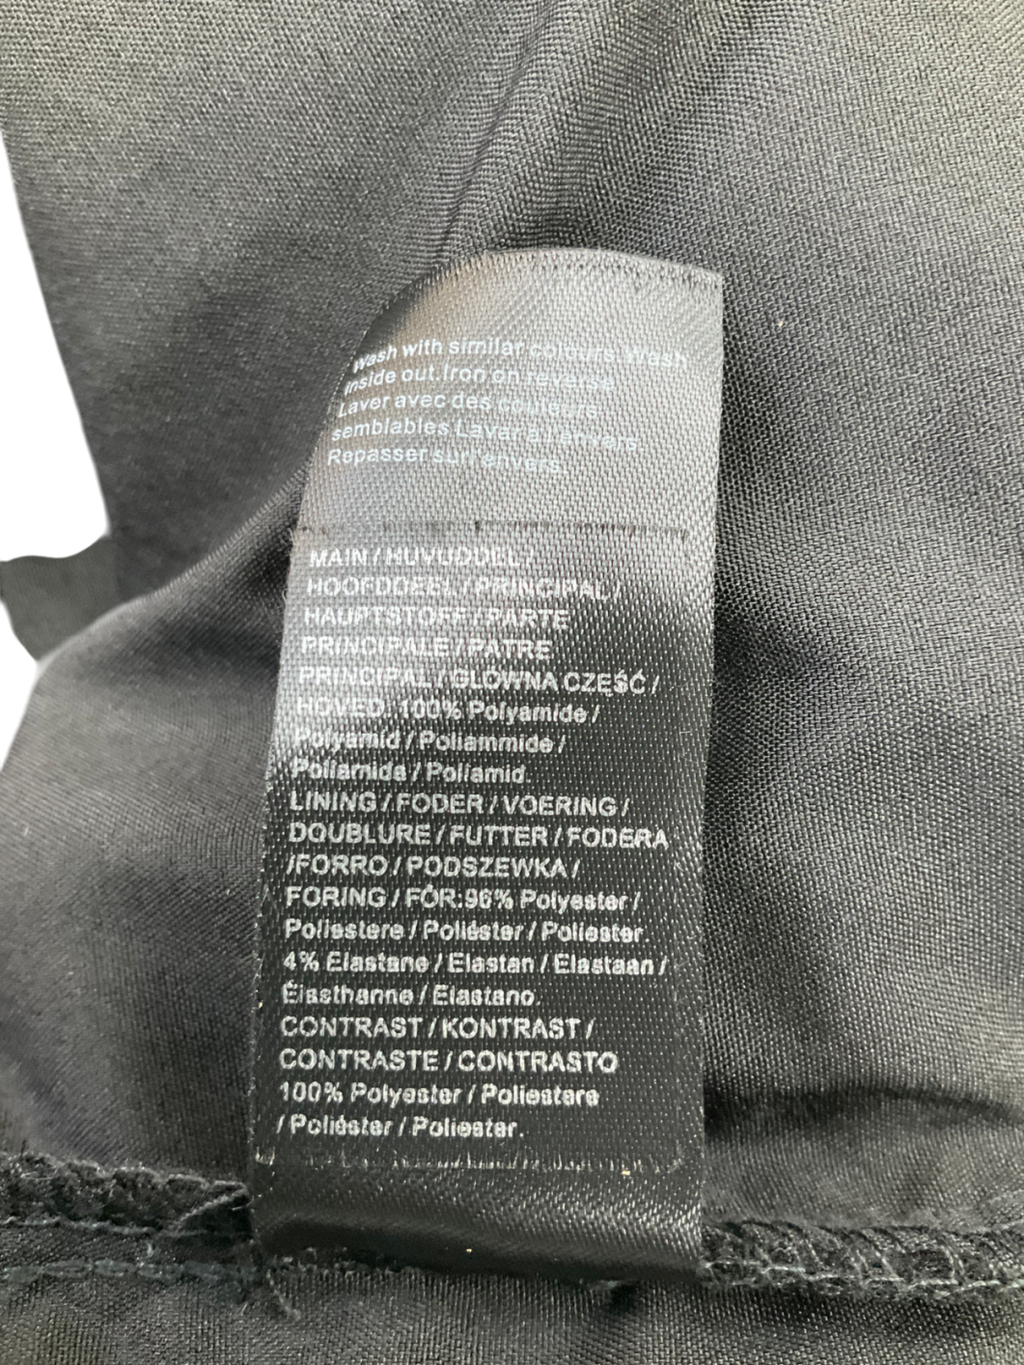 Wash with similar colours. Wash
inside out. Iron on reverse
Laver avec des couleurs
semblables Laver à l'envers
Repasser sur l'envers.
MAIN / HUVUDDEL /
HOOFDDEEL / PRINCIPAL /
HAUPTSTOFF / PARTE
PRINCIPALE / PATRE
PRINCIPAL / GLÓWNA CZĘŚĆ /
HOVED: 100% Polyamide /
Polyamid / Poliammide /
Poliamida / Poliamid
LINING / FODER / VOERING /
DOUBLURE / FUTTER / FODERA
/FORRO / PODSZEWKA /
FORING / FÓR:96% Polyester /
Poliestere / Poliéster / Poliester.
4% Elastane / Elastan / Elastaan /
Élasthanne / Elastano.
CONTRAST / KONTRAST /
CONTRASTE / CONTRASTO
100% Polyester / Poliestere
/ Poliéster / Poliester.